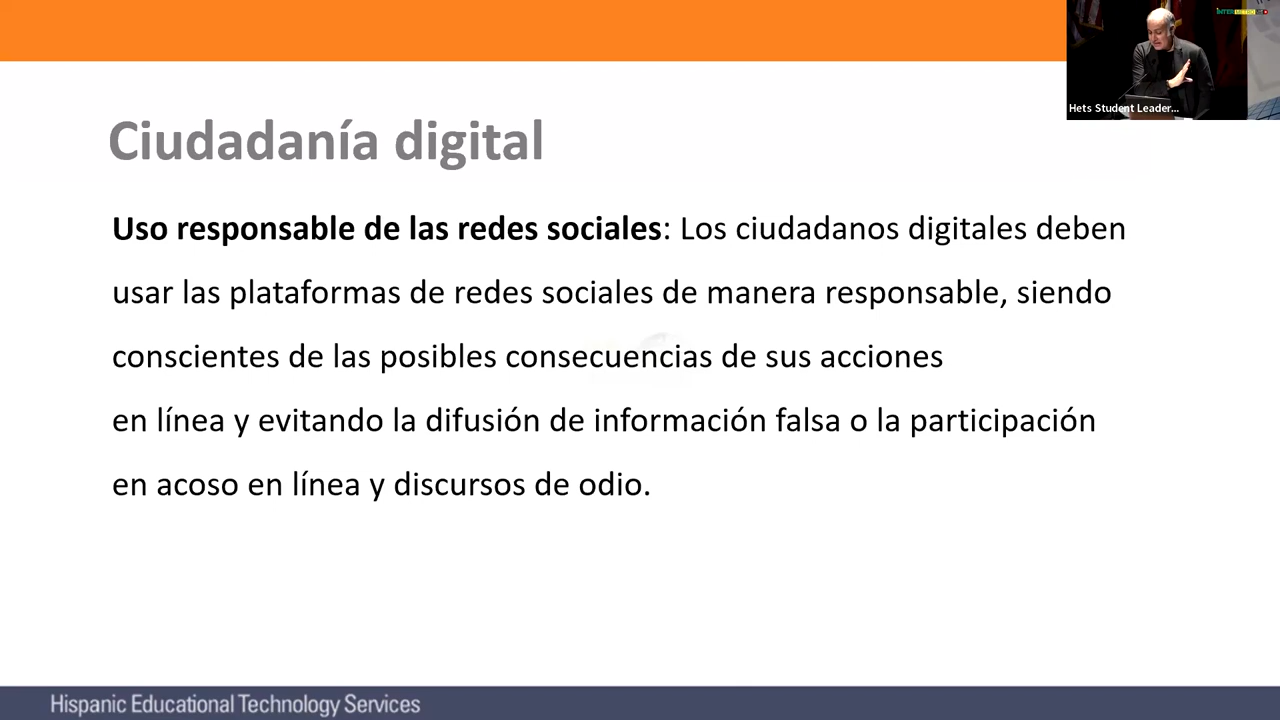 Hets Student Leader...
Ciudadanía digital
Uso responsable de las redes sociales: Los ciudadanos digitales deben
usar las plataformas de redes sociales de manera responsable, siendo
conscientes de las posibles consecuencias de sus acciones
en línea y evitando la difusión de información falsa o la participación
en acoso en línea y discursos de odio.
Hispanic Educational Technology Services